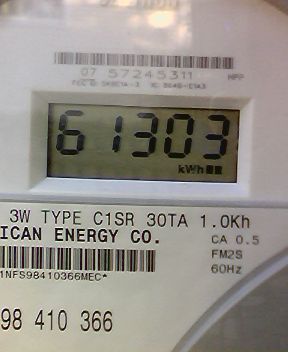 07 57245311 HPP
61303
kWh
3W TYPE C1SR 30TA 1.0Kh
ICAN ENERGY CO. CA 0.5
FM2S
60Hz
1NFS98410366MEC*
98 410 366